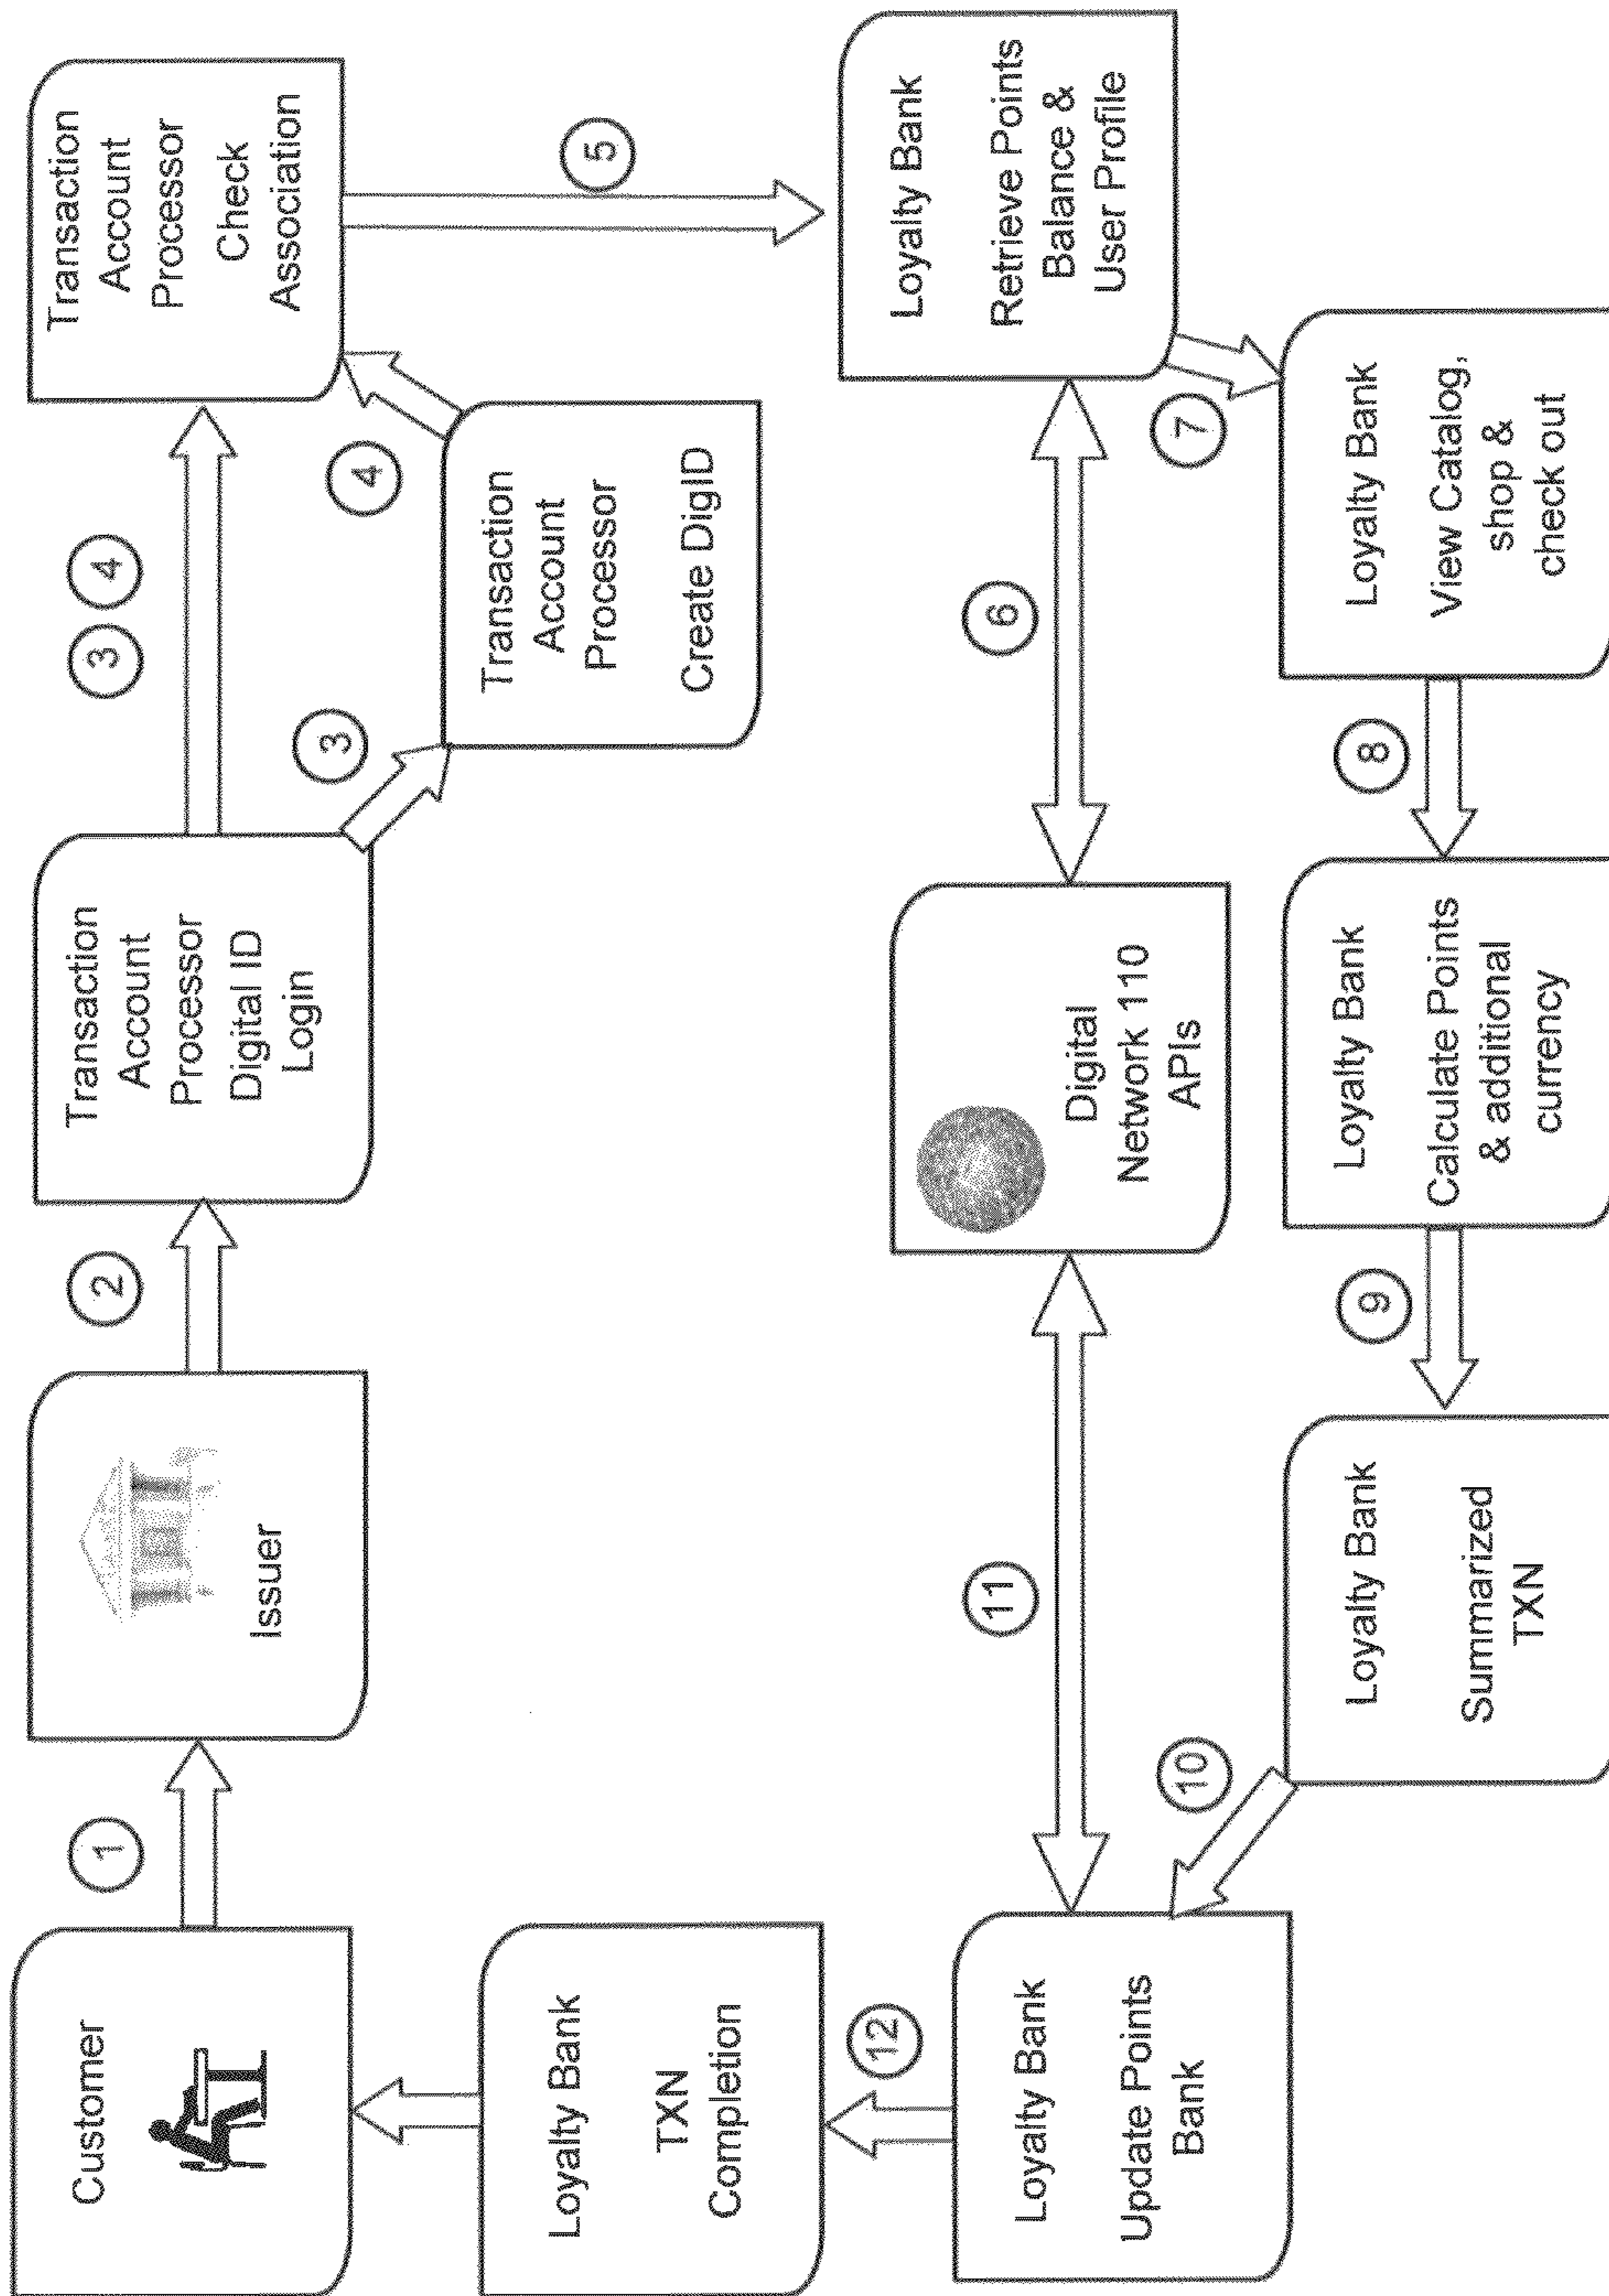 Customer
1
Issuer
2
Transaction
Account
Processor
Digital ID
Login
3
4
3
Transaction
Account
Processor
Create DigID
4
Transaction
Account
Processor
Check
Association
5
Loyalty Bank
Retrieve Points
Balance &
User Profile
6
Digital
Network 110
APIs
7
Loyalty Bank
View Catalog,
shop &
check out
8
Loyalty Bank
Calculate Points
& additional
currency
9
Loyalty Bank
Summarized
TXN
10
Loyalty Bank
Update Points
Bank
11
12
Loyalty Bank
TXN
Completion